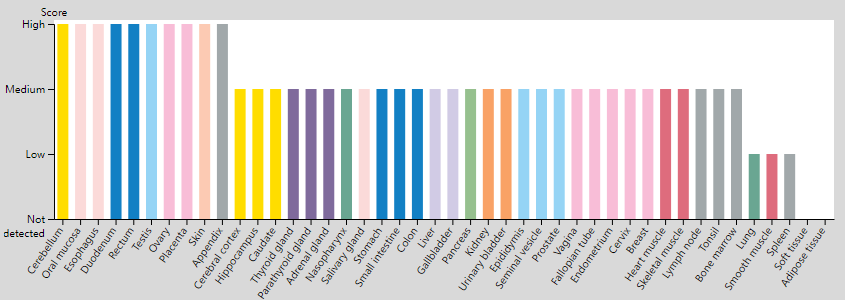 Score
High
Medium
Low
Not
detected
Cerebellum
Oral mucosa
Esophagus
Duodenum
Rectum
Testis
Ovary
Placenta
Skin
Appendix
Cerebral cortex
Hippocampus
Caudate
Thyroid gland
Parathyroid gland
Adrenal gland
Nasopharynx
Salivary gland
Stomach
Small intestine
Colon
Liver
Gallbladder
Pancreas
Kidney
Urinary bladder
Epididymis
Seminal vesicle
Prostate
Vagina
Fallopian tube
Endometrium
Cervix
Breast
Heart muscle
Skeletal muscle
Lymph node
Tonsil
Bone marrow
Lung
Smooth muscle
Spleen
Soft tissue
Adipose tissue